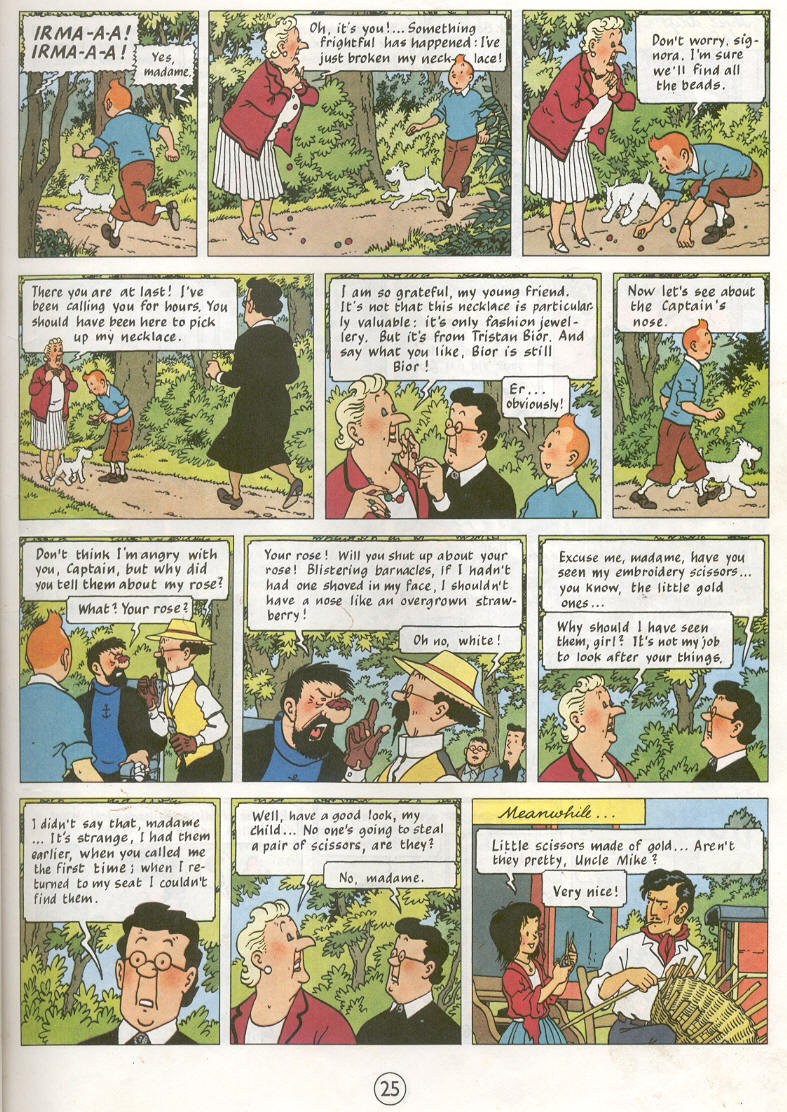 IRMA-A-A!
IRMA-A-A!
Yes,
madame.
Oh, it's you!... Something
frightful has happened: I've
just broken my necklace!
Don't worry, sig-
nora. I'm sure
we'll find all
the beads.
There you are at last! I've
been calling you for hours. You
should have been here to pick
up my necklace.
I am so grateful, my young friend.
It's not that this necklace is particular-
ly valuable: it's only fashion jewel-
lery. But it's from Tristan Bior. And
say what you like, Bior is still
Bior!
Er...
obviously!
Now let's see about
the Captain's
nose.
Don't think I'm angry with
you, Captain, but why did
you tell them about my rose?
What? Your rose?
Your rose! Will you shut up about your
rose! Blistering barnacles, if I hadn't
had one shoved in my face, I shouldn't
have a nose like an overgrown straw-
berry!
Oh no, white!
Excuse me, madame, have you
seen my embroidery scissors...
you know, the little gold
ones...
Why should I have seen
them, girl? It's not my job
to look after your things.
I didn't say that, madame
... It's strange, I had them
earlier, when you called me
the first time; when I re-
turned to my seat I couldn't
find them.
Well, have a good look, my
child... No one's going to steal
a pair of scissors, are they?
No, madame.
Meanwhile...
Little scissors made of gold... Aren't
they pretty, Uncle Mike?
Very nice!
25